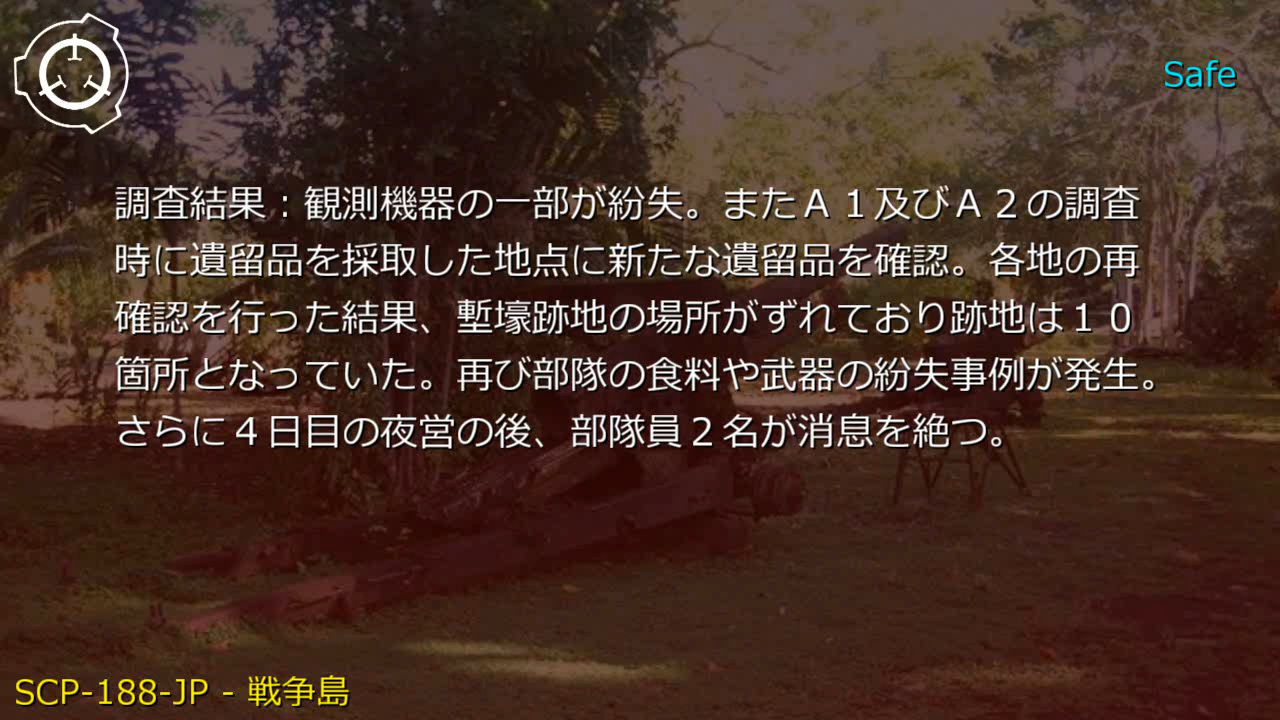 Safe
調査結果：観測機器の一部が紛失。またＡ１及びＡ２の調査
時に遺留品を採取した地点に新たな遺留品を確認。各地の再
確認を行った結果、塹壕跡地の場所がずれており跡地は１０
箇所となっていた。再び部隊の食料や武器の紛失事例が発生。
さらに４日目の夜営の後、部隊員２名が消息を絶つ。
SCP-188-JP - 戦争島